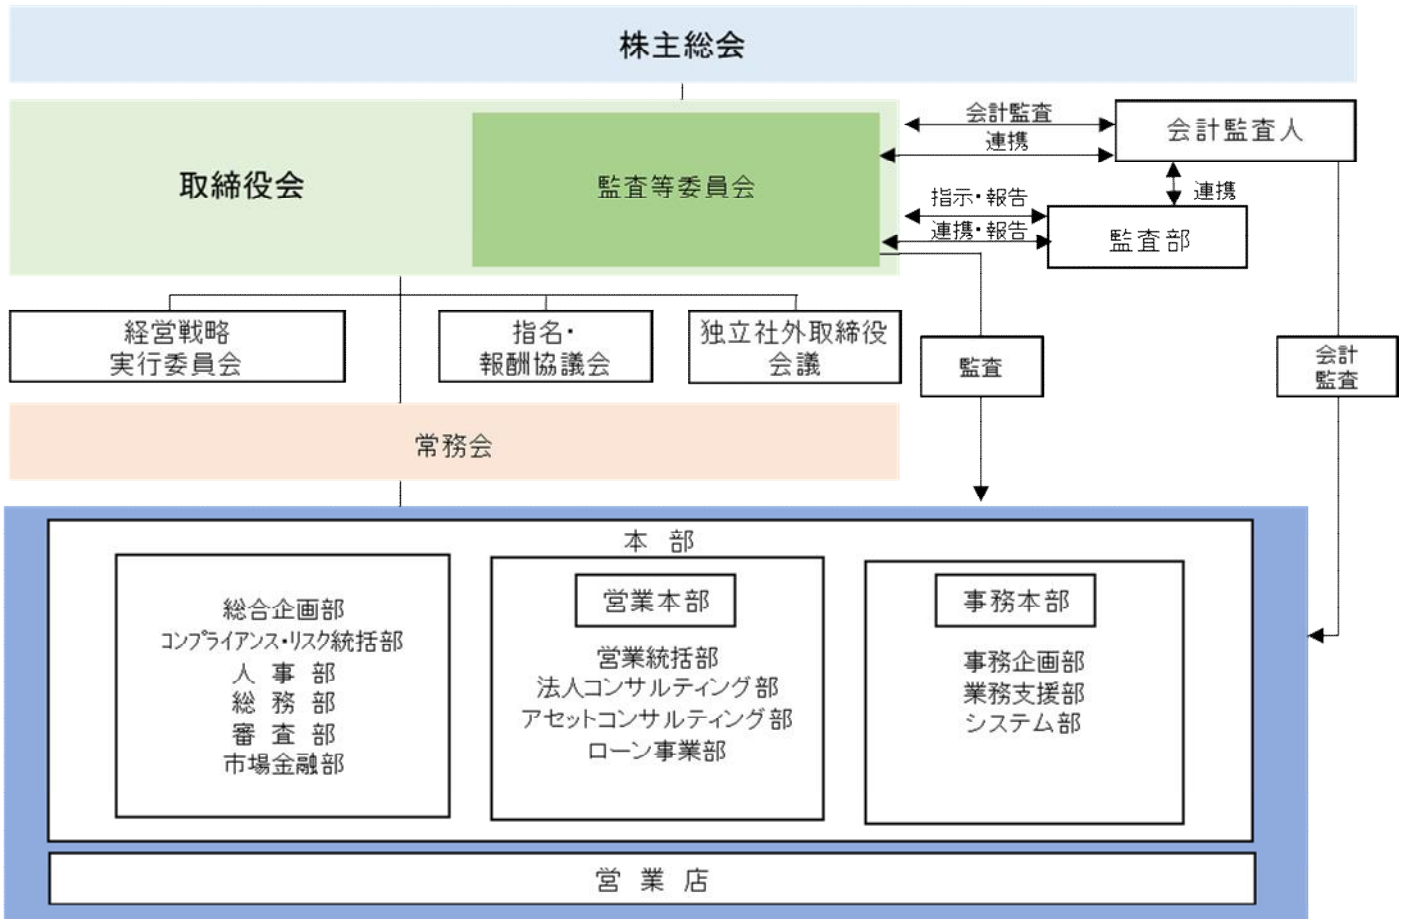 株主総会
取締役会
監査等委員会
会計監査
連携
会計監査人
連携
指示・報告
連携・報告
監査部
経営戦略
実行委員会
指名・
報酬協議会
独立社外取締役
会議
監査
会計
監査
常務会
本 部
総合企画部
コンプライアンス・リスク統括部
人 事 部
総 務 部
審 査 部
市場金融部
営業本部
営業統括部
法人コンサルティング部
アセットコンサルティング部
ローン事業部
事務本部
事務企画部
業務支援部
システム部
営 業 店